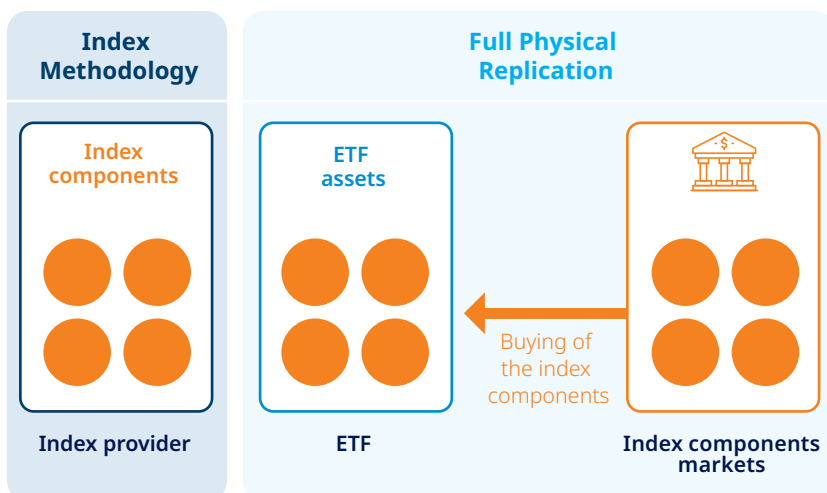 Index
Methodology
Full Physical
Replication
Index
components
ETF
assets
$
Buying of
the index
components
Index provider
ETF
Index components
markets